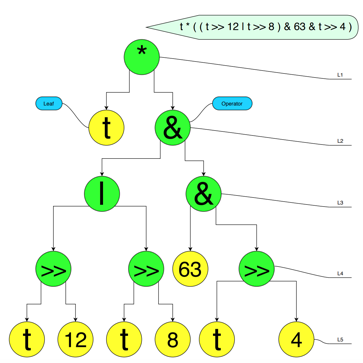 t * ( ( t >> 12 | t >> 8 ) & 63 & t >> 4 )
*
L1
Leaf
Operator
t
&
L2
|
&
L3
>>
>>
63
>>
L4
t
12
t
8
t
4
L5